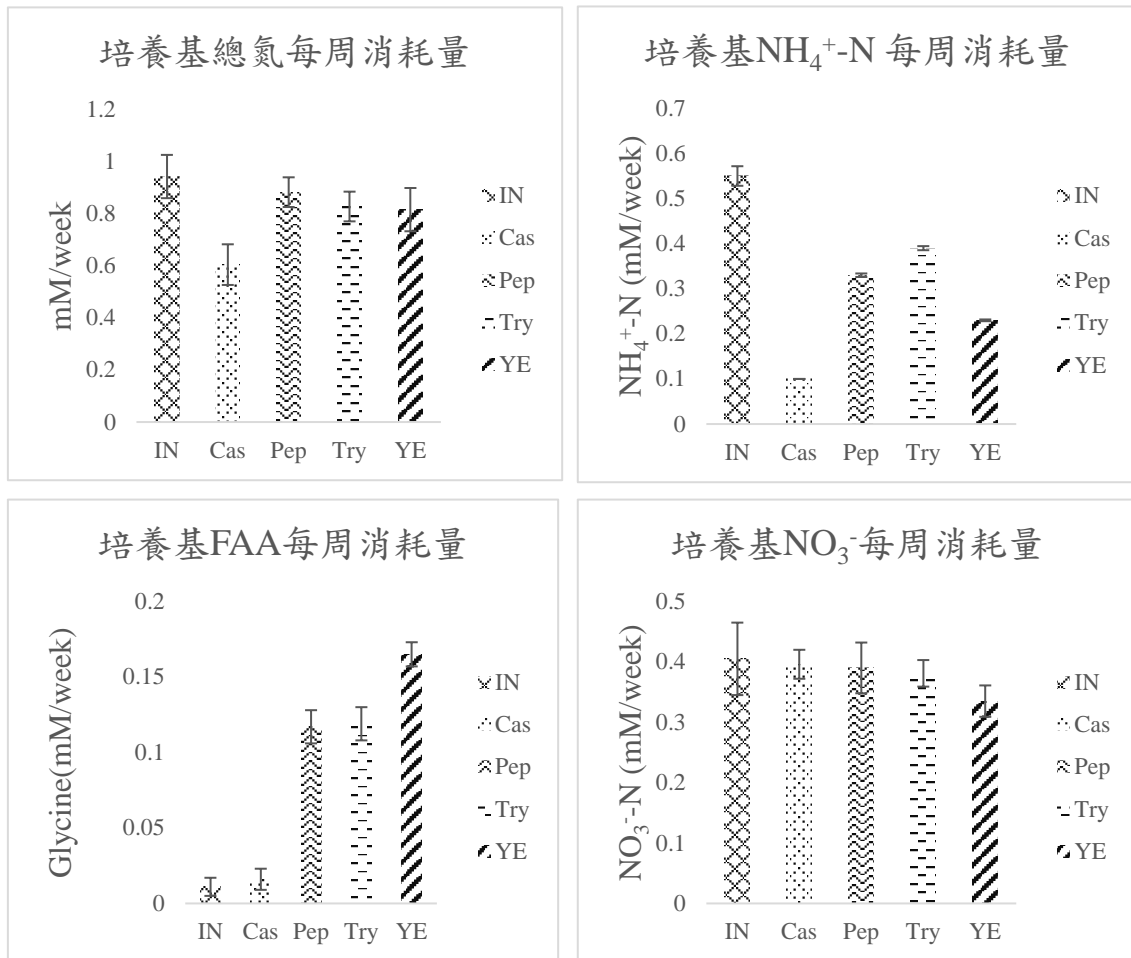 培養基總氮每周消耗量
mM/week
1.2
1
0.8
0.6
0.4
0.2
0
IN
Cas
Pep
Try
YE
IN Cas Pep Try YE
培養基NH₄⁺-N 每周消耗量
NH₄⁺-N (mM/week)
0.7
0.6
0.5
0.4
0.3
0.2
0.1
0
IN
Cas
Pep
Try
YE
IN Cas Pep Try YE
培養基FAA每周消耗量
Glycine(mM/week)
0.2
0.15
0.1
0.05
0
IN
Cas
Pep
Try
YE
IN Cas Pep Try YE
培養基NO₃⁻每周消耗量
NO₃⁻-N (mM/week)
0.5
0.4
0.3
0.2
0.1
0
IN
Cas
Pep
Try
YE
IN Cas Pep Try YE